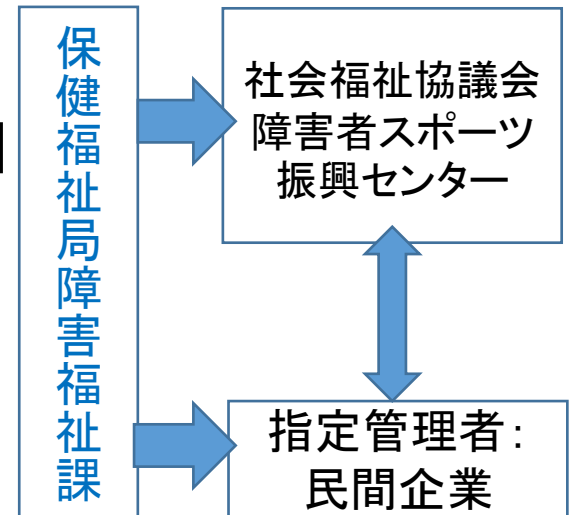 保健福祉局障害福祉課
社会福祉協議会
障害者スポーツ
振興センター
指定管理者：
民間企業